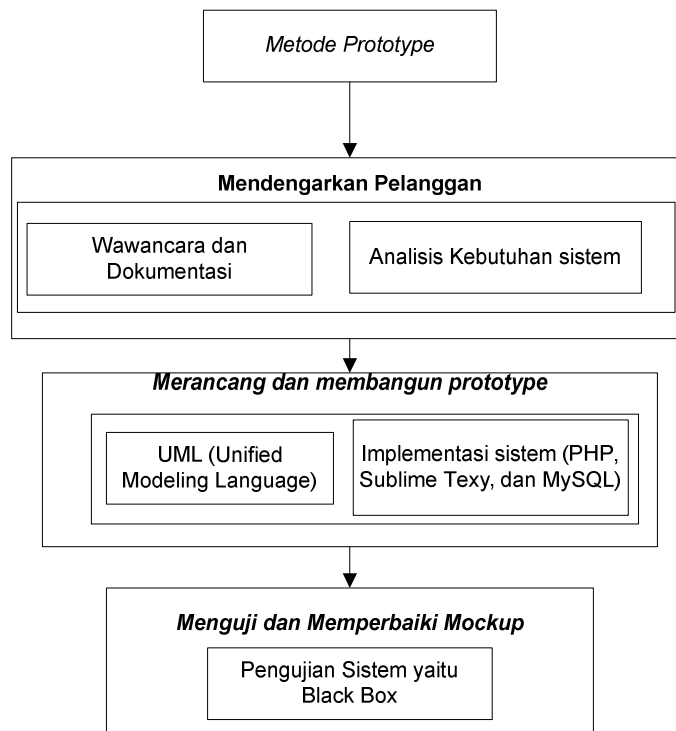 Metode Prototype
Mendengarkan Pelanggan
Wawancara dan
Dokumentasi
Analisis Kebutuhan sistem
Merancang dan membangun prototype
UML (Unified
Modeling Language)
Implementasi sistem (PHP,
Sublime Texy, dan MySQL)
Menguji dan Memperbaiki Mockup
Pengujian Sistem yaitu
Black Box